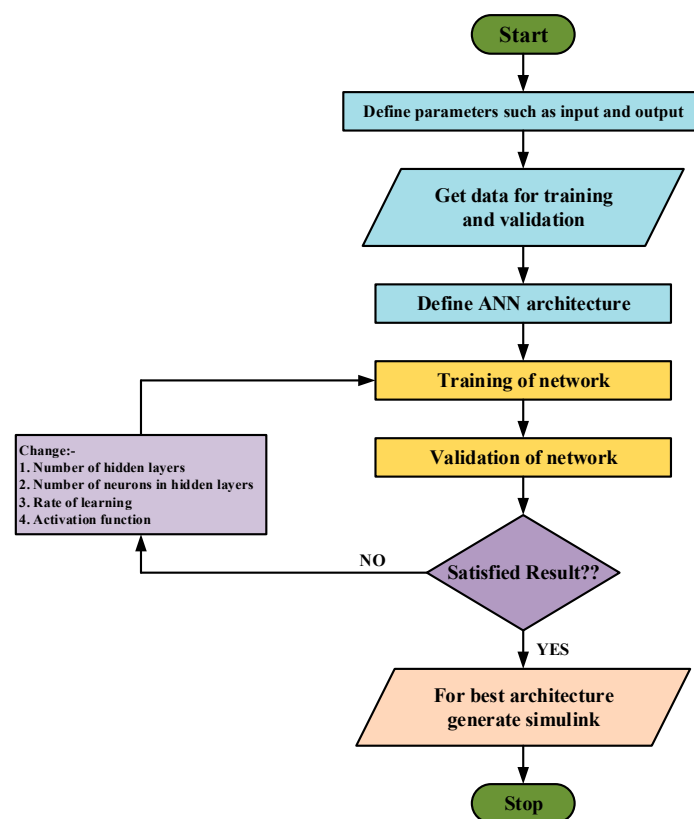 Start
Define parameters such as input and output
Get data for training
and validation
Define ANN architecture
Training of network
Change:-
1. Number of hidden layers
2. Number of neurons in hidden layers
3. Rate of learning
4. Activation function
Validation of network
NO
Satisfied Result??
YES
For best architecture
generate simulink
Stop